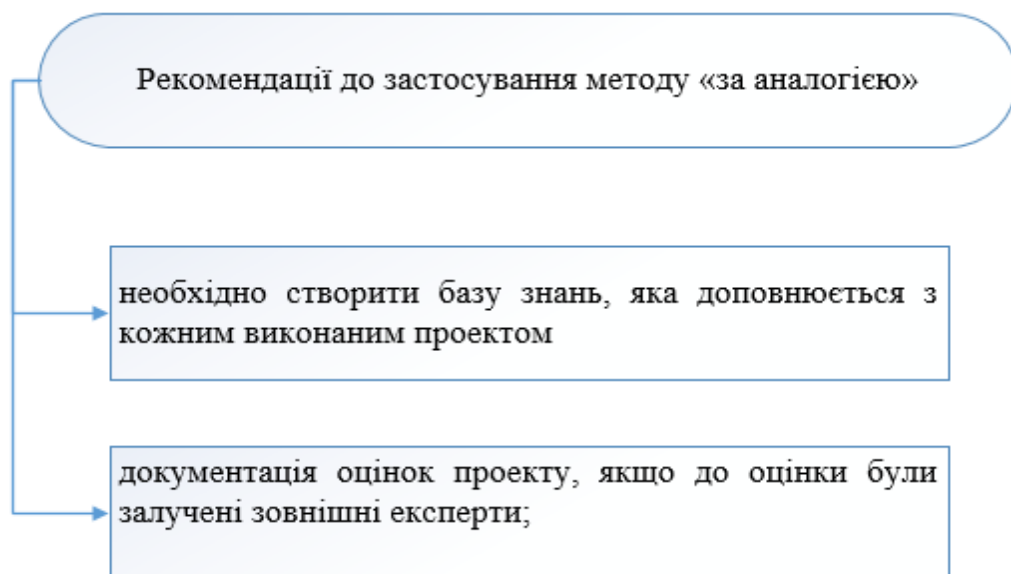 Рекомендації до застосування методу «за аналогією»
необхідно створити базу знань, яка доповнюється з
кожним виконаним проектом
документація оцінок проекту, якщо до оцінки були
залучені зовнішні експерти;